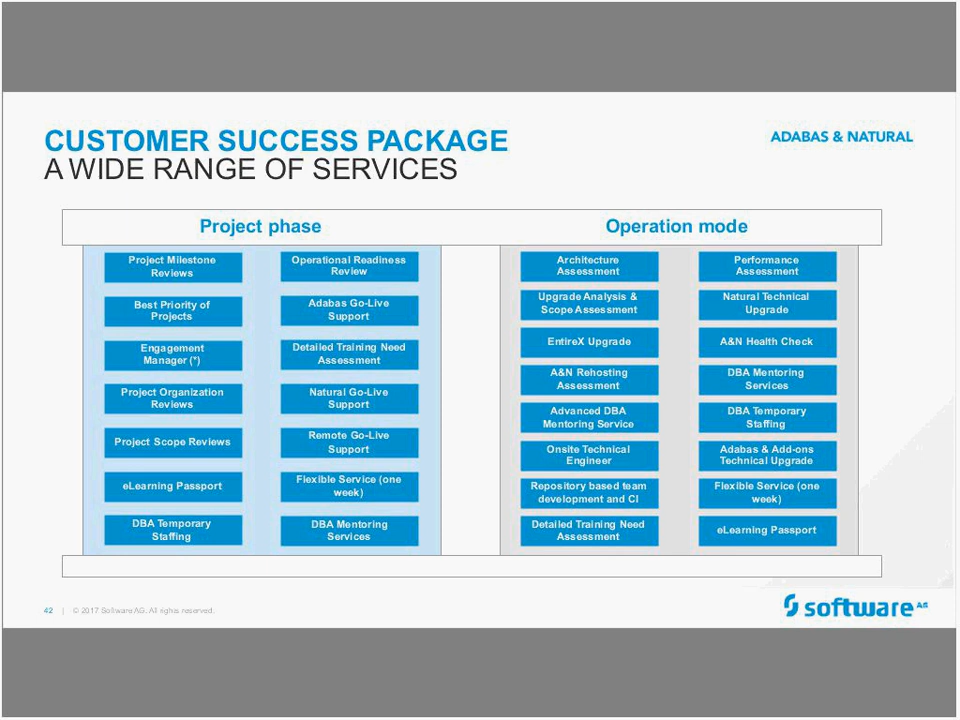 CUSTOMER SUCCESS PACKAGE
A WIDE RANGE OF SERVICES
ADABAS & NATURAL
Project phase
Operation mode
Project Milestone
Reviews
Best Priority of
Projects
Engagement
Manager (*)
Project Organization
Reviews
Project Scope Reviews
eLearning Passport
DBA Temporary
Staffing
Operational Readiness
Review
Adabas Go-Live
Support
Detailed Training Need
Assessment
Natural Go-Live
Support
Remote Go-Live
Support
Flexible Service (one
week)
DBA Mentoring
Services
Architecture
Assessment
Upgrade Analysis &
Scope Assessment
EntireX Upgrade
A&N Rehosting
Assessment
Advanced DBA
Mentoring Service
Onsite Technical
Engineer
Repository based team
development and CI
Detailed Training Need
Assessment
Performance
Assessment
Natural Technical
Upgrade
A&N Health Check
DBA Mentoring
Services
DBA Temporary
Staffing
Adabas & Add-ons
Technical Upgrade
Flexible Service (one
week)
eLearning Passport
42 | © 2017 Software AG. All rights reserved.
software AG